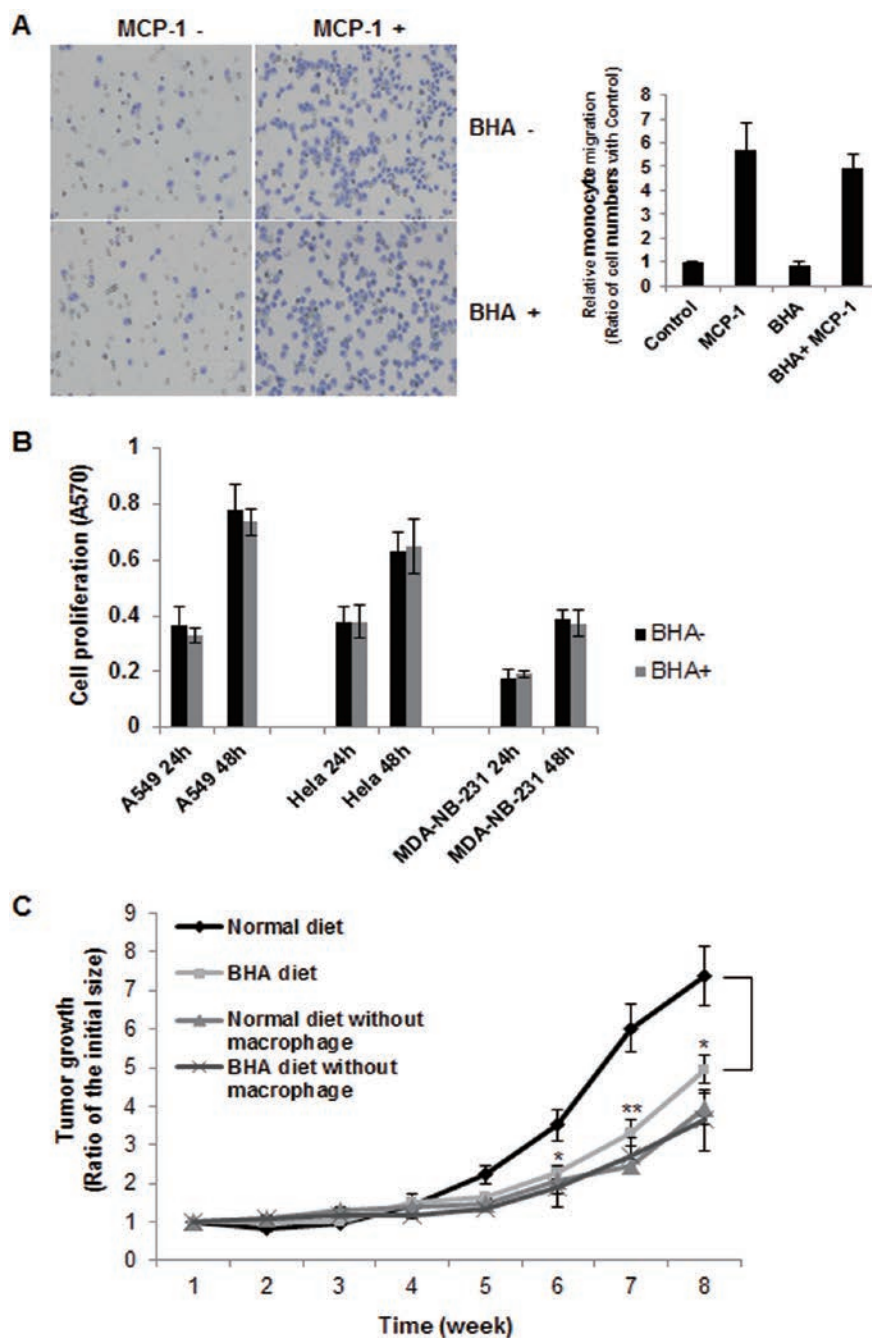 A
MCP-1 -
MCP-1 +
BHA -
BHA +
Relative monocyte migration
(Ratio of cell numbers with Control)
8
7
6
5
4
3
2
1
0
Control
MCP-1
BHA
BHA+ MCP-1
B
Cell proliferation (A570)
1
0.8
0.6
0.4
0.2
0
A549 24h
A549 48h
Hela 24h
Hela 48h
MDA-NB-231 24h
MDA-NB-231 48h
BHA-
BHA+
C
Tumor growth
(Ratio of the initial size)
9
8
7
6
5
4
3
2
1
0
Normal diet
BHA diet
Normal diet without
macrophage
BHA diet without
macrophage
*
**
*
1 2 3 4 5 6 7 8
Time (week)